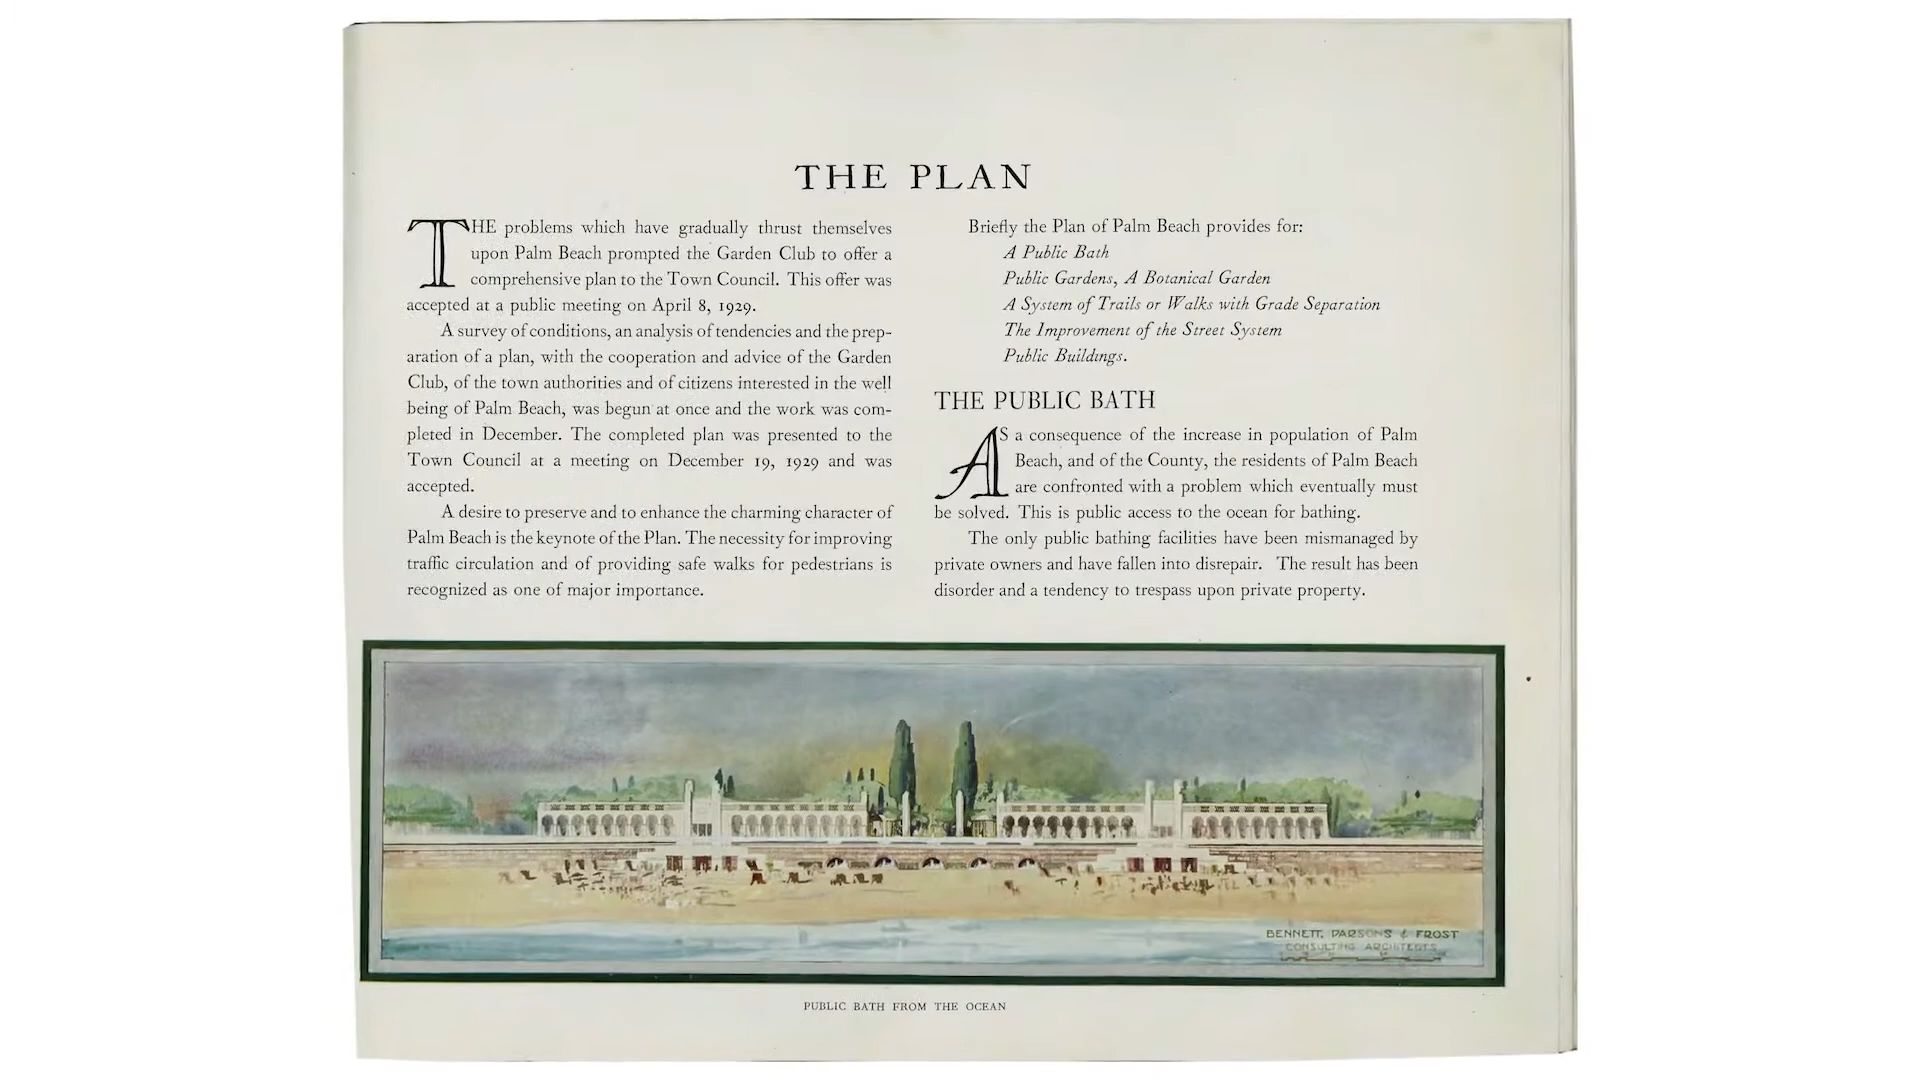 THE PLAN
THE problems which have gradually thrust themselves
upon Palm Beach prompted the Garden Club to offer a
comprehensive plan to the Town Council. This offer was
accepted at a public meeting on April 8, 1929.
A survey of conditions, an analysis of tendencies and the prep-
aration of a plan, with the cooperation and advice of the Garden
Club, of the town authorities and of citizens interested in the well
being of Palm Beach, was begun at once and the work was com-
pleted in December. The completed plan was presented to the
Town Council at a meeting on December 19, 1929 and was
accepted.
A desire to preserve and to enhance the charming character of
Palm Beach is the keynote of the Plan. The necessity for improving
traffic circulation and of providing safe walks for pedestrians is
recognized as one of major importance.
Briefly the Plan of Palm Beach provides for:
A Public Bath
Public Gardens, A Botanical Garden
A System of Trails or Walks with Grade Separation
The Improvement of the Street System
Public Buildings.
THE PUBLIC BATH
AS a consequence of the increase in population of Palm
Beach, and of the County, the residents of Palm Beach
are confronted with a problem which eventually must
be solved. This is public access to the ocean for bathing.
The only public bathing facilities have been mismanaged by
private owners and have fallen into disrepair. The result has been
disorder and a tendency to trespass upon private property.
BENNETT, PARSONS & FROST
CONSULTING ARCHITECTS
PUBLIC BATH FROM THE OCEAN